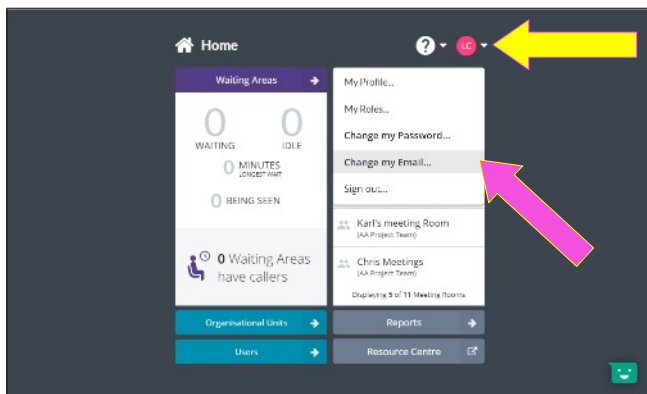 Home
?
LC
Waiting Areas
0
0
WAITING
IDLE
0 MINUTES
LONGEST WAIT
0 BEING SEEN
0 Waiting Areas
have callers
My Profile...
My Roles...
Change my Password...
Change my Email...
Sign out...
Karl's meeting Room
(AA Project Team)
Chris Meetings
(AA Project Team)
Displaying 5 of 11 Meeting Rooms
Organisational Units
Reports
Users
Resource Centre